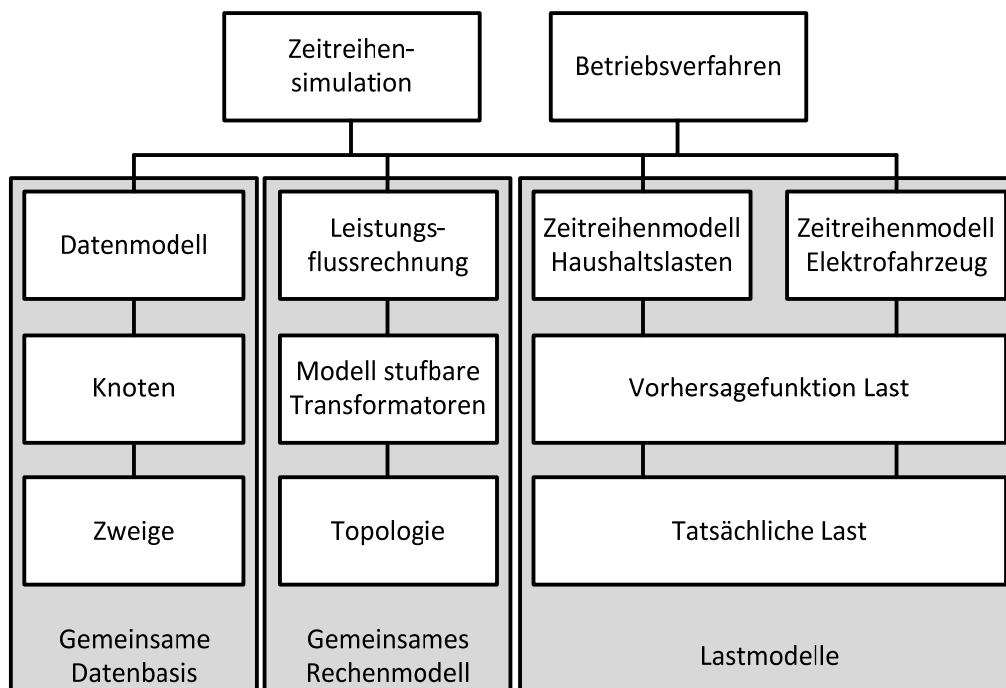 Zeitreihen-
simulation
Betriebsverfahren
Datenmodell
Leistungs-
flussrechnung
Zeitreihenmodell
Haushaltslasten
Zeitreihenmodell
Elektrofahrzeug
Knoten
Modell stufbare
Transformatoren
Vorhersagefunktion Last
Zweige
Topologie
Tatsächliche Last
Gemeinsame
Datenbasis
Gemeinsames
Rechenmodell
Lastmodelle